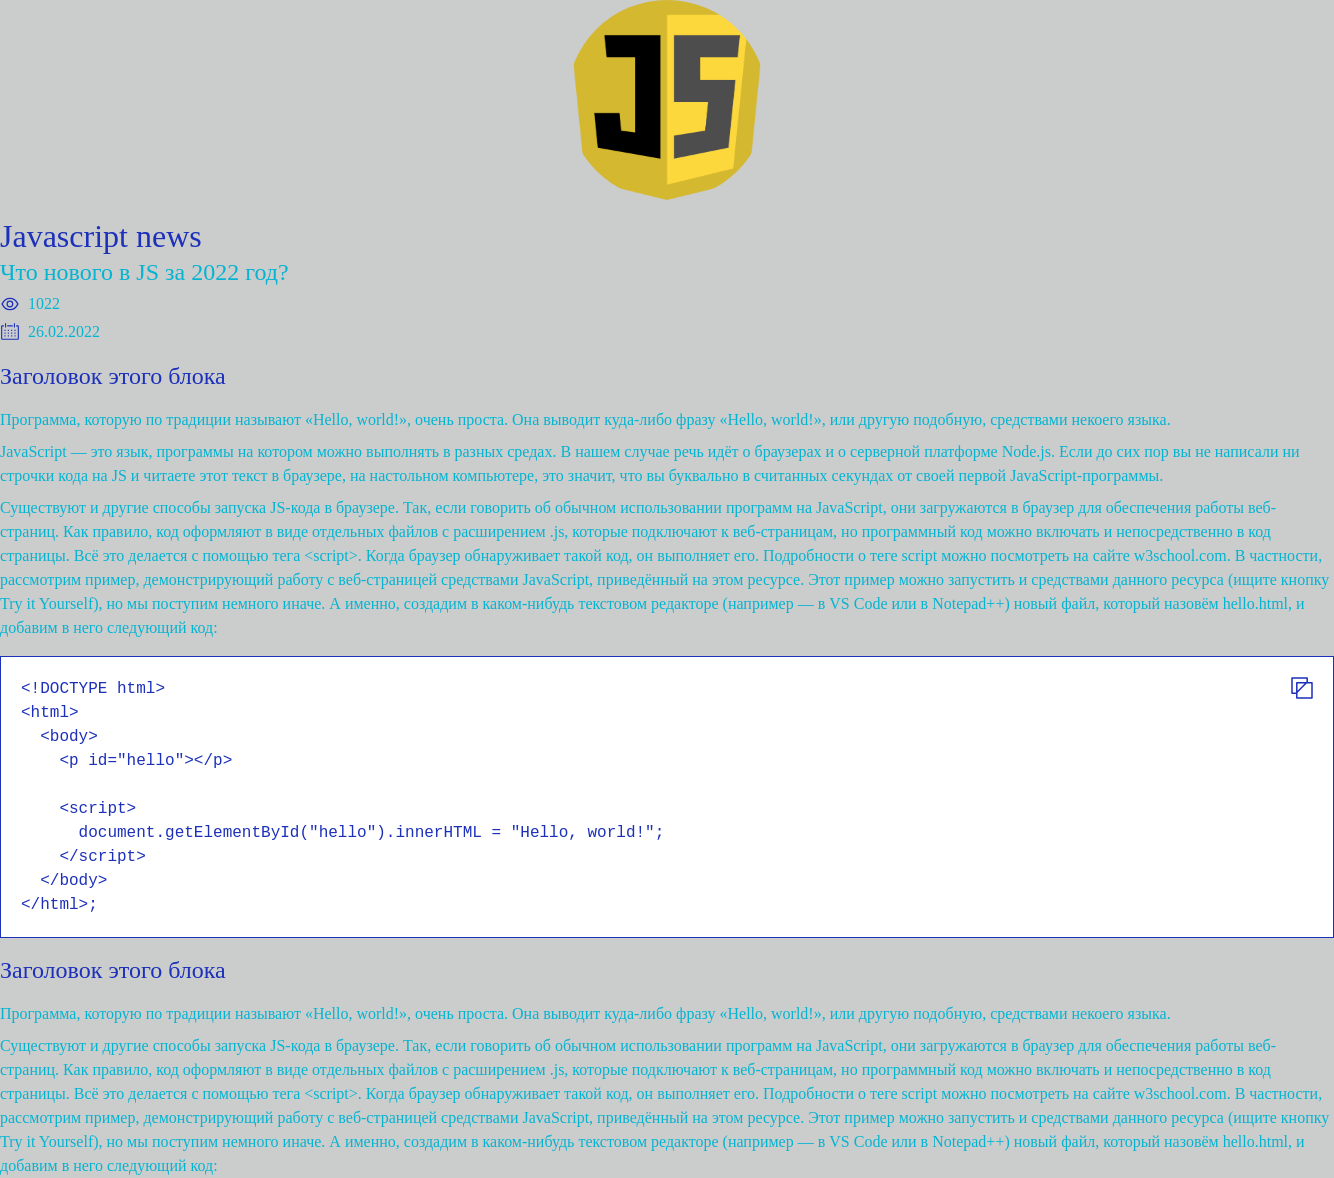 JS
Javascript news
Что нового в JS за 2022 год?
1022
26.02.2022
Заголовок этого блока
Программа, которую по традиции называют «Hello, world!», очень проста. Она выводит куда-либо фразу «Hello, world!», или другую подобную, средствами некоего языка.
JavaScript — это язык, программы на котором можно выполнять в разных средах. В нашем случае речь идёт о браузерах и о серверной платформе Node.js. Если до сих пор вы не написали ни
строчки кода на JS и читаете этот текст в браузере, на настольном компьютере, это значит, что вы буквально в считанных секундах от своей первой JavaScript-программы.
Существуют и другие способы запуска JS-кода в браузере. Так, если говорить об обычном использовании программ на JavaScript, они загружаются в браузер для обеспечения работы веб-
страниц. Как правило, код оформляют в виде отдельных файлов с расширением .js, которые подключают к веб-страницам, но программный код можно включать и непосредственно в код
страницы. Всё это делается с помощью тега <script>. Когда браузер обнаруживает такой код, он выполняет его. Подробности о теге script можно посмотреть на сайте w3school.com. В частности,
рассмотрим пример, демонстрирующий работу с веб-страницей средствами JavaScript, приведённый на этом ресурсе. Этот пример можно запустить и средствами данного ресурса (ищите кнопку
Try it Yourself), но мы поступим немного иначе. А именно, создадим в каком-нибудь текстовом редакторе (например — в VS Code или в Notepad++) новый файл, который назовём hello.html, и
добавим в него следующий код:
<!DOCTYPE html>
<html>
  <body>
    <p id="hello"></p>
    <script>
      document.getElementById("hello").innerHTML = "Hello, world!";
    </script>
  </body>
</html>;
Заголовок этого блока
Программа, которую по традиции называют «Hello, world!», очень проста. Она выводит куда-либо фразу «Hello, world!», или другую подобную, средствами некоего языка.
Существуют и другие способы запуска JS-кода в браузере. Так, если говорить об обычном использовании программ на JavaScript, они загружаются в браузер для обеспечения работы веб-
страниц. Как правило, код оформляют в виде отдельных файлов с расширением .js, которые подключают к веб-страницам, но программный код можно включать и непосредственно в код
страницы. Всё это делается с помощью тега <script>. Когда браузер обнаруживает такой код, он выполняет его. Подробности о теге script можно посмотреть на сайте w3school.com. В частности,
рассмотрим пример, демонстрирующий работу с веб-страницей средствами JavaScript, приведённый на этом ресурсе. Этот пример можно запустить и средствами данного ресурса (ищите кнопку
Try it Yourself), но мы поступим немного иначе. А именно, создадим в каком-нибудь текстовом редакторе (например — в VS Code или в Notepad++) новый файл, который назовём hello.html, и
добавим в него следующий код: